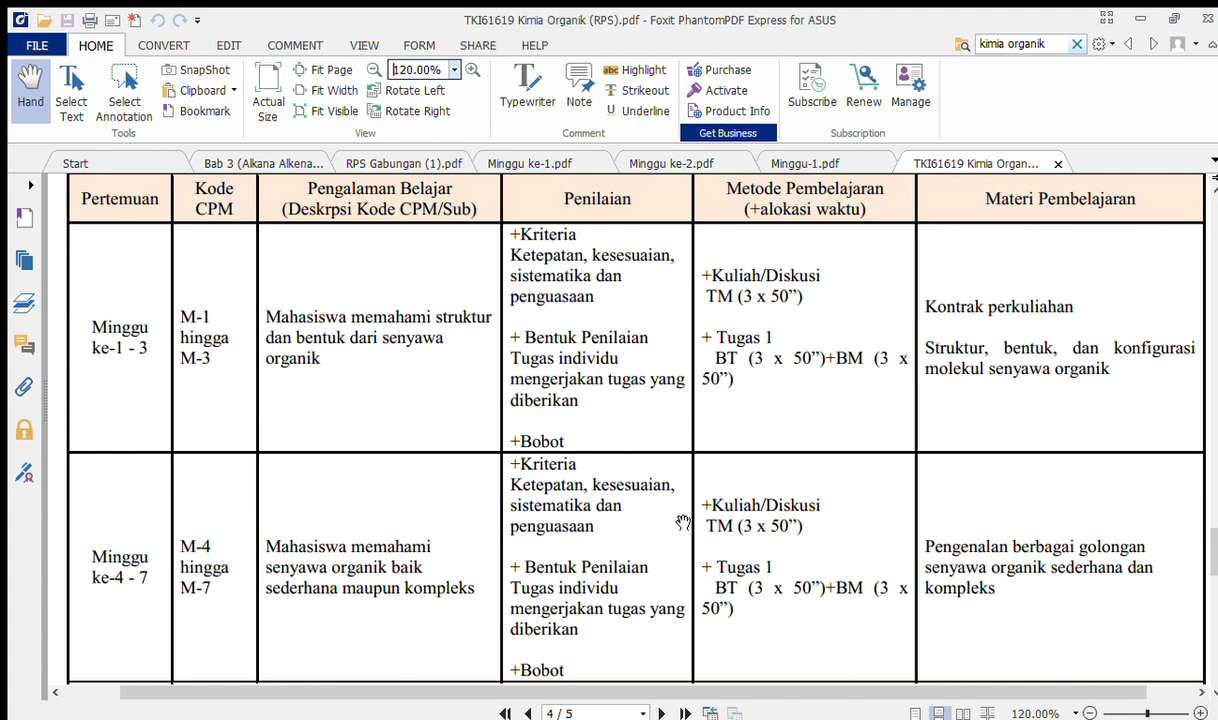 TKI61619 Kimia Organik (RPS).pdf - Foxit PhantomPDF Express for ASUS
FILE HOME CONVERT EDIT COMMENT VIEW FORM SHARE HELP
kimia organik
Hand
Select Text
Select Annotation
SnapShot
Clipboard
Bookmark
Tools
Actual Size
Fit Page
Fit Width
Fit Visible
120.00%
Rotate Left
Rotate Right
View
Typewriter
Note
abc Highlight
Strikeout
Underline
Comment
Purchase
Activate
Product Info
Get Business
Subscribe
Renew
Manage
Subscription
Start
Bab 3 (Alkana Alkena...
RPS Gabungan (1).pdf
Minggu ke-1.pdf
Minggu ke-2.pdf
Minggu-1.pdf
TKI61619 Kimia Organ...
Pertemuan
Kode
CPM
Pengalaman Belajar
(Deskrpsi Kode CPM/Sub)
Penilaian
Metode Pembelajaran
(+alokasi waktu)
Materi Pembelajaran
Minggu
ke-1 - 3
M-1
hingga
M-3
Mahasiswa memahami struktur
dan bentuk dari senyawa
organik
+Kriteria
Ketepatan, kesesuaian,
sistematika dan
penguasaan
+ Bentuk Penilaian
Tugas individu
mengerjakan tugas yang
diberikan
+Bobot
+Kuliah/Diskusi
TM (3 x 50”)
+ Tugas 1
BT (3 x 50”)+BM (3 x
50”)
Kontrak perkuliahan
Struktur, bentuk, dan konfigurasi
molekul senyawa organik
Minggu
ke-4 - 7
M-4
hingga
M-7
Mahasiswa memahami
senyawa organik baik
sederhana maupun kompleks
+Kriteria
Ketepatan, kesesuaian,
sistematika dan
penguasaan
+ Bentuk Penilaian
Tugas individu
mengerjakan tugas yang
diberikan
+Bobot
+Kuliah/Diskusi
TM (3 x 50”)
+ Tugas 1
BT (3 x 50”)+BM (3 x
50”)
Pengenalan berbagai golongan
senyawa organik sederhana dan
kompleks
4 / 5
120.00%